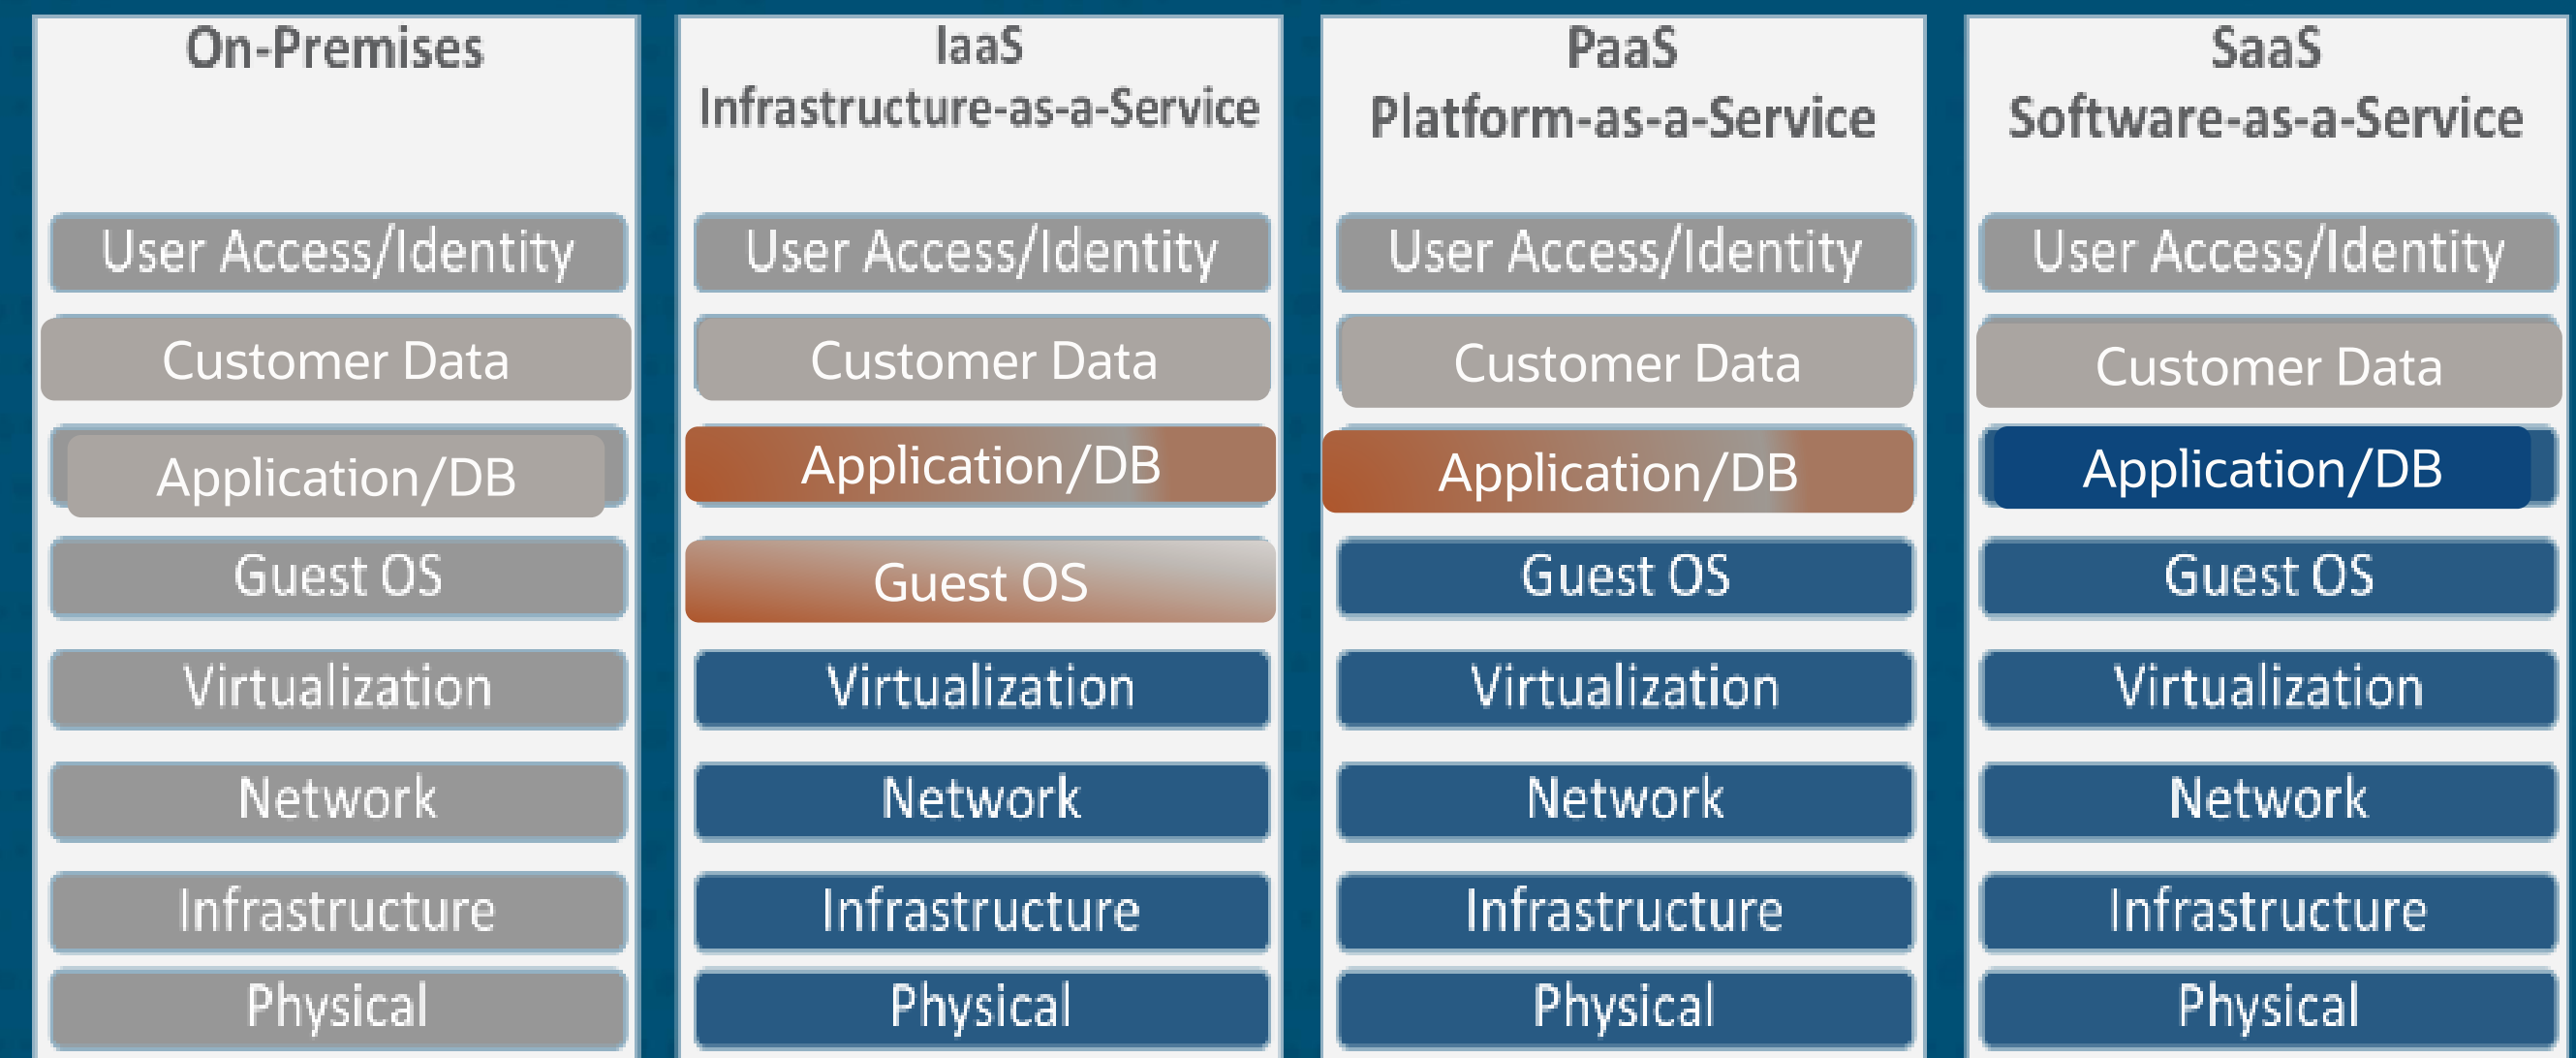 On-Premises
User Access/Identity
Customer Data
Application/DB
Guest OS
Virtualization
Network
Infrastructure
Physical
IaaS
Infrastructure-as-a-Service
User Access/Identity
Customer Data
Application/DB
Guest OS
Virtualization
Network
Infrastructure
Physical
PaaS
Platform-as-a-Service
User Access/Identity
Customer Data
Application/DB
Guest OS
Virtualization
Network
Infrastructure
Physical
SaaS
Software-as-a-Service
User Access/Identity
Customer Data
Application/DB
Guest OS
Virtualization
Network
Infrastructure
Physical